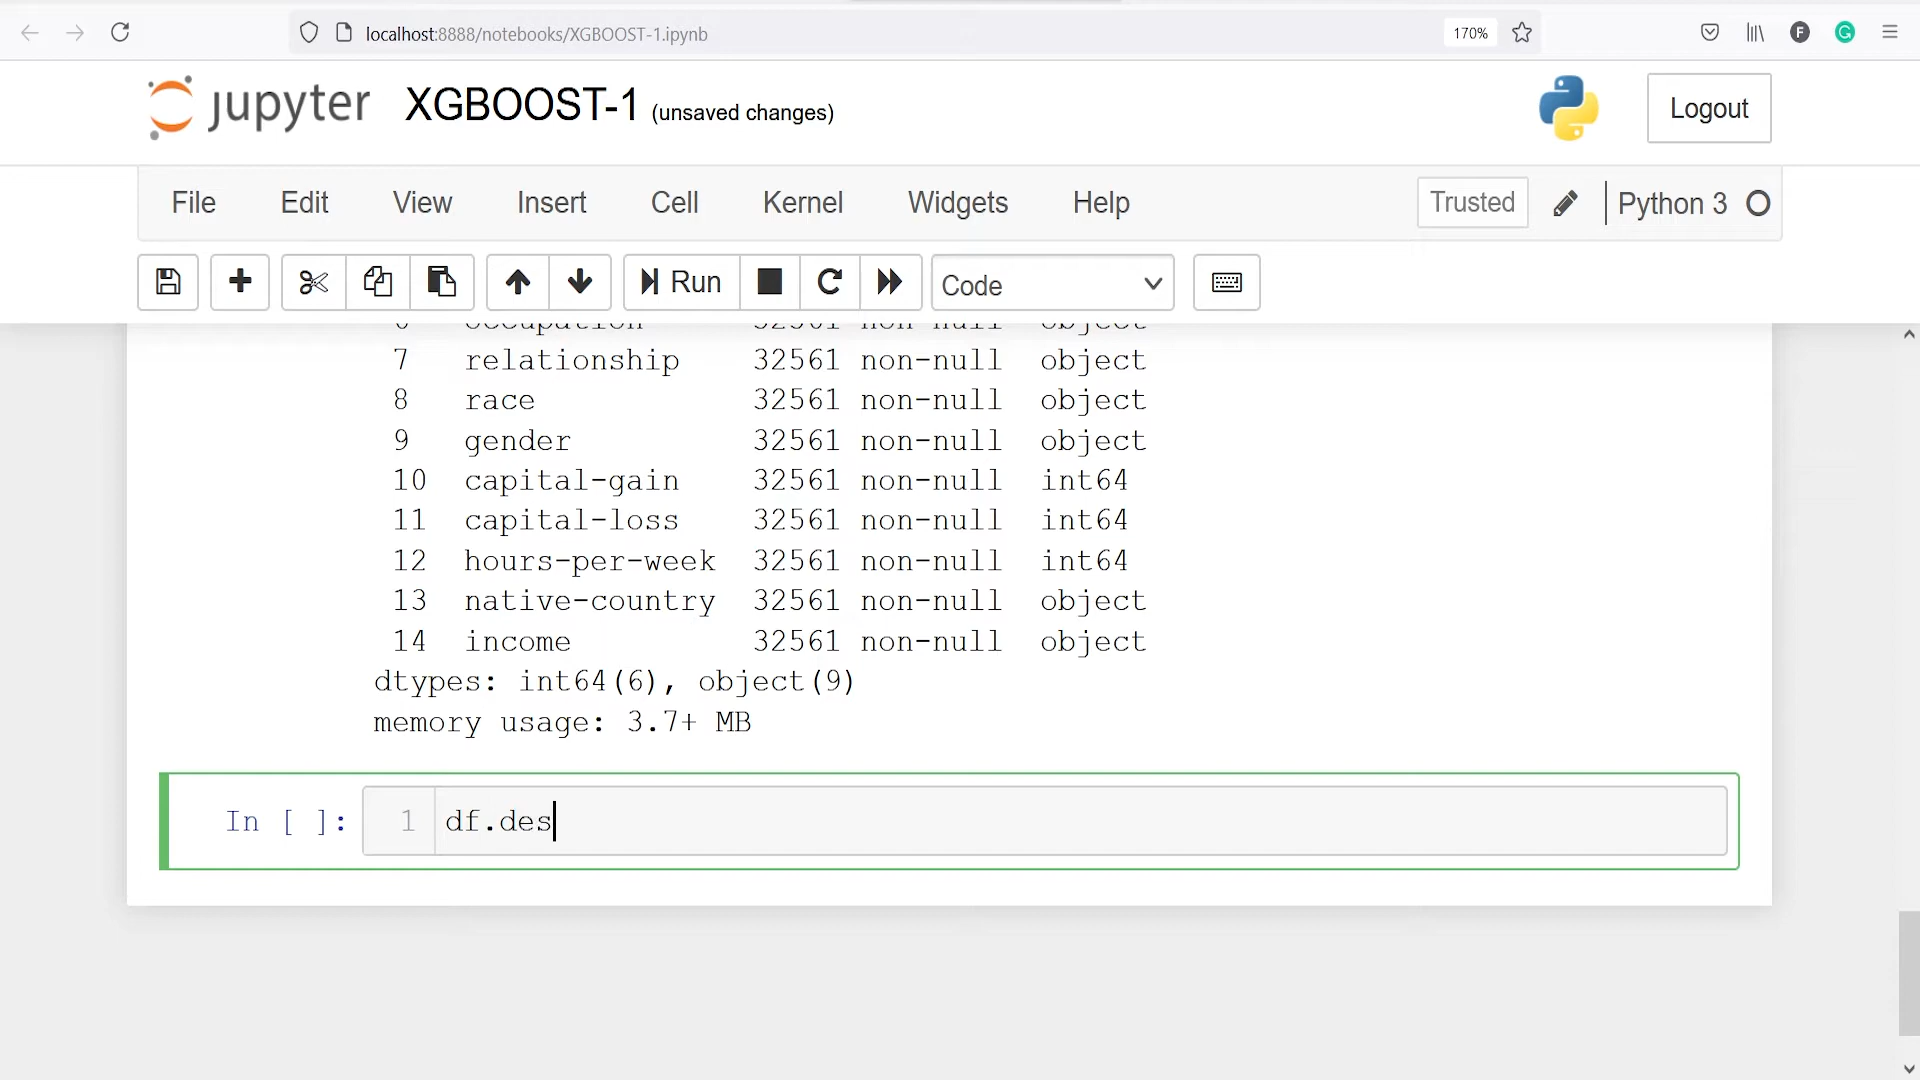 localhost:8888/notebooks/XGBOOST-1.ipynb
170%
F
G
jupyter XGBOOST-1 (unsaved changes)
Logout
File Edit View Insert Cell Kernel Widgets Help
Trusted
Python 3
Run
Code
7 relationship 32561 non-null object
8 race 32561 non-null object
9 gender 32561 non-null object
10 capital-gain 32561 non-null int64
11 capital-loss 32561 non-null int64
12 hours-per-week 32561 non-null int64
13 native-country 32561 non-null object
14 income 32561 non-null object
dtypes: int64(6), object(9)
memory usage: 3.7+ MB
In [ ]: 1 df.des